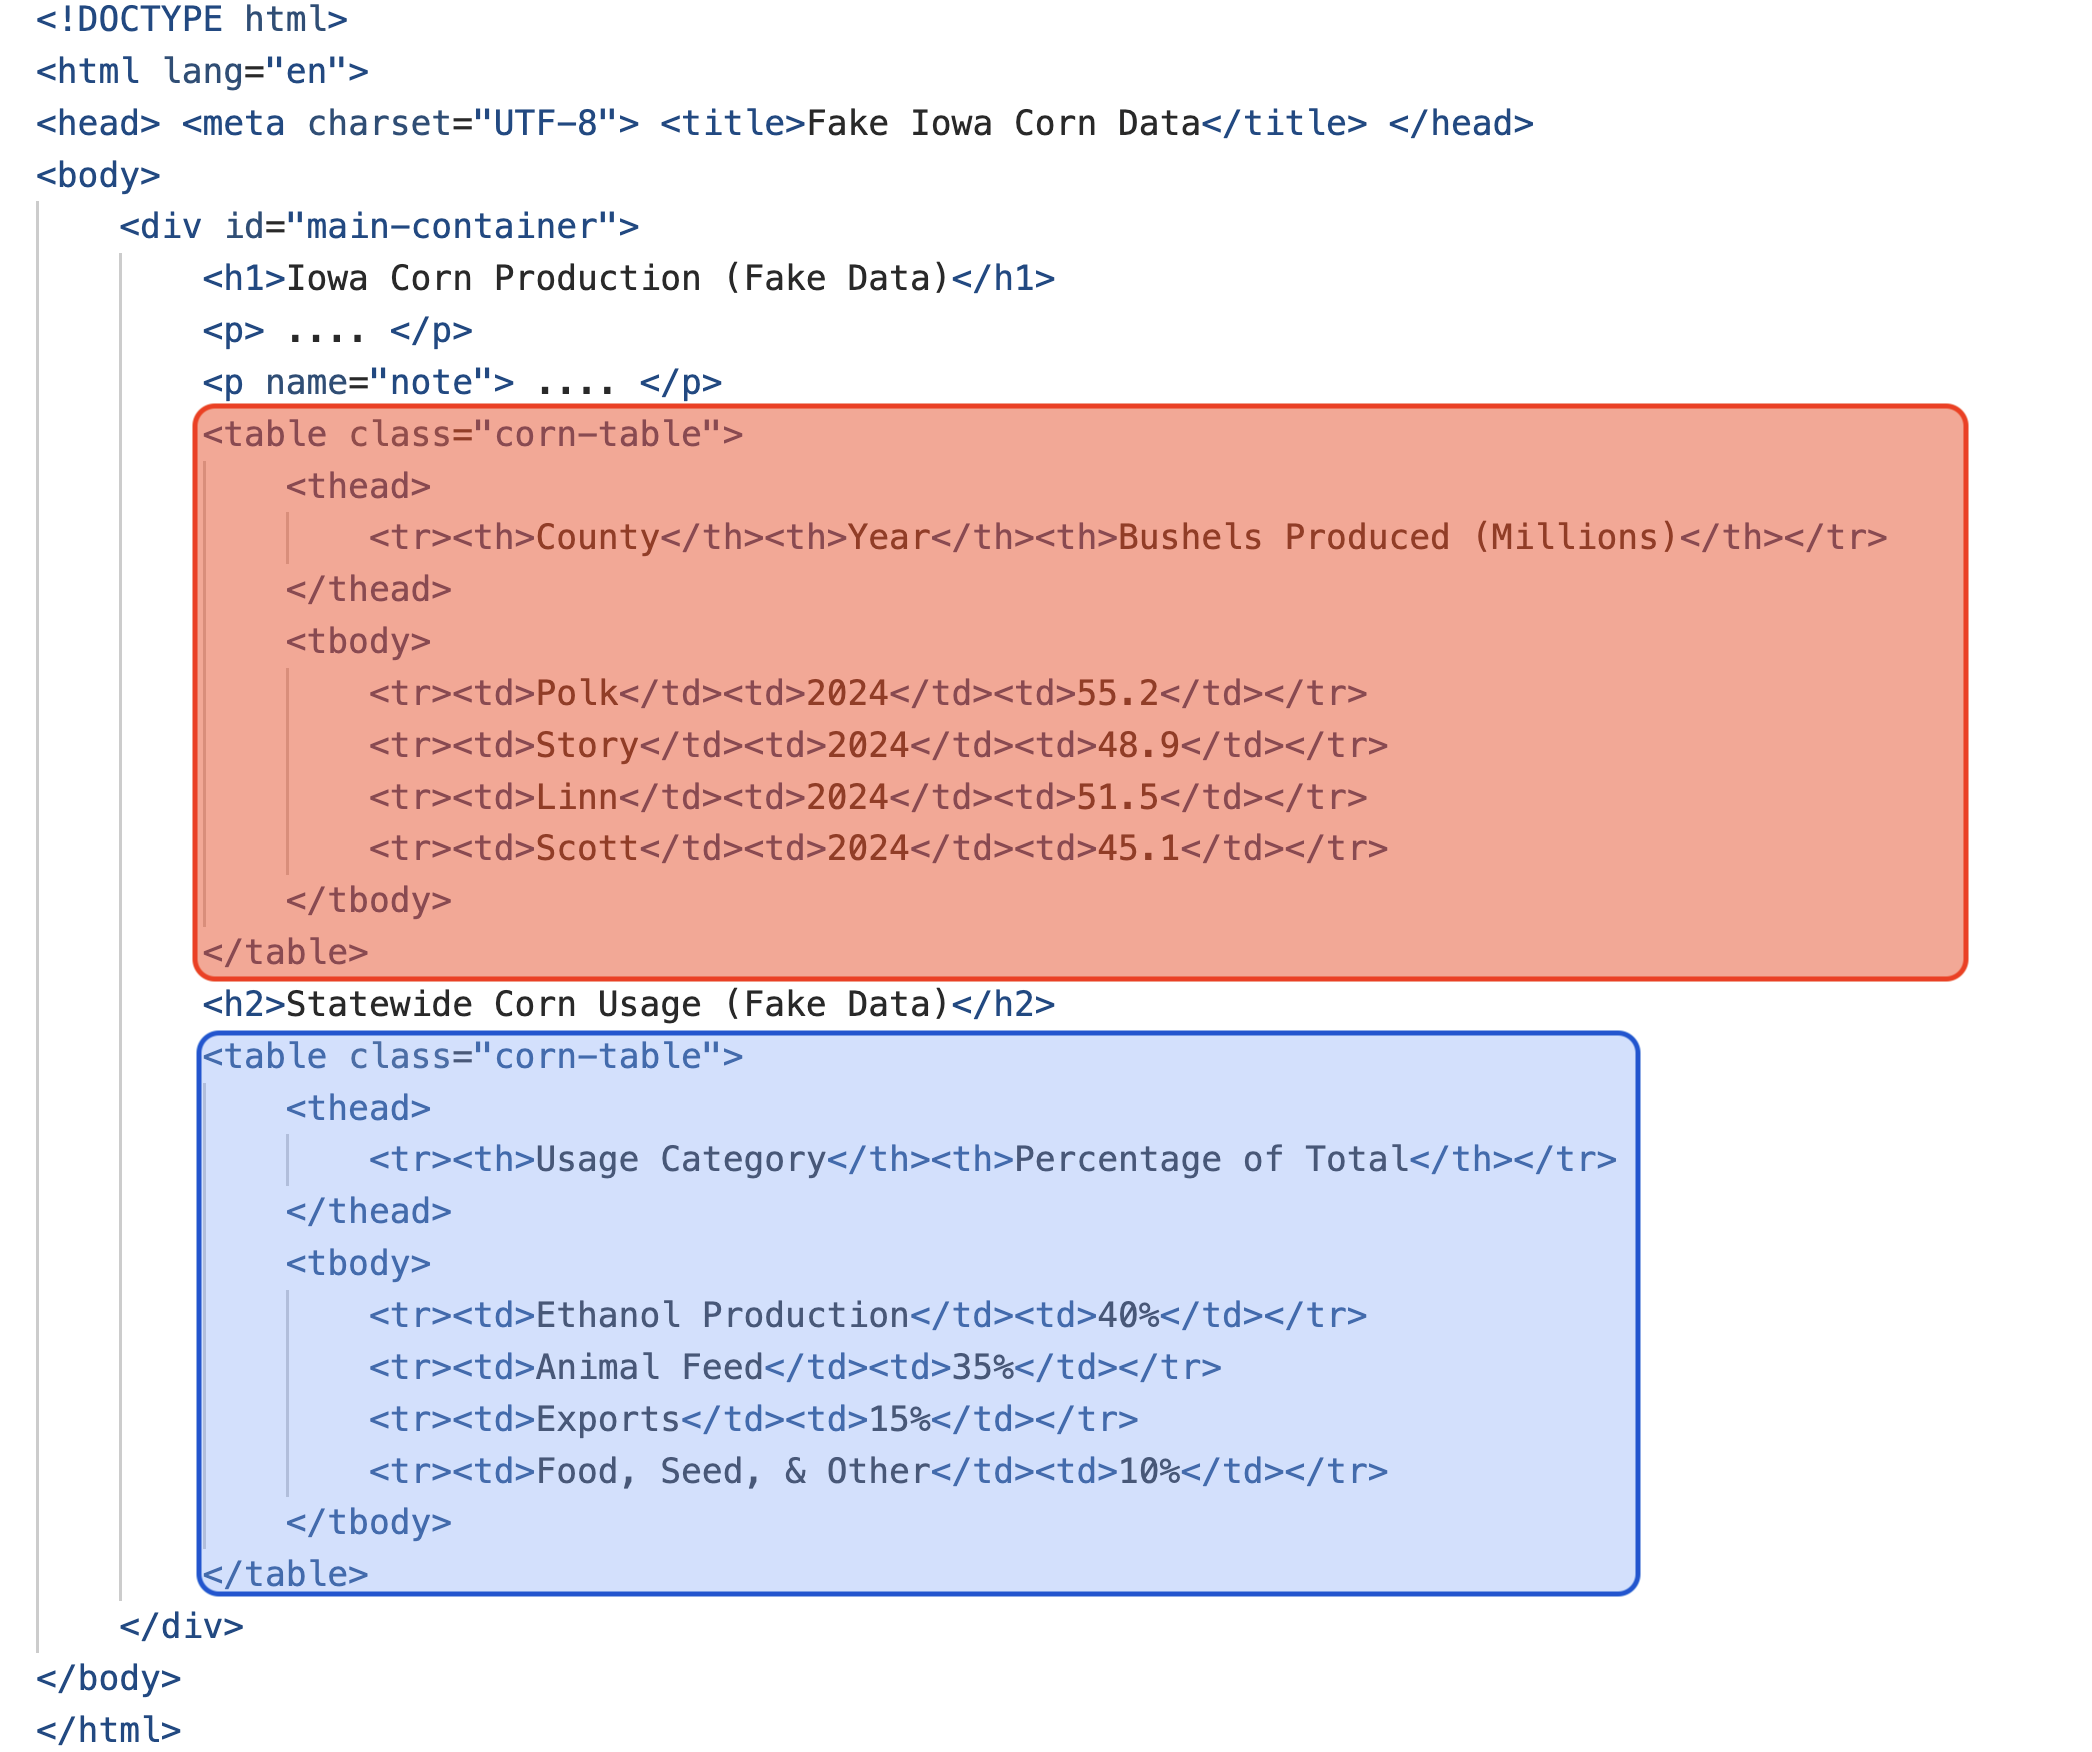 <!DOCTYPE html>
<html lang="en">
<head> <meta charset="UTF-8"> <title>Fake Iowa Corn Data</title> </head>
<body>
<div id="main-container">
<h1>Iowa Corn Production (Fake Data)</h1>
<p> .... </p>
<p name="note"> .... </p>
<table class="corn-table">
<thead>
<tr><th>County</th><th>Year</th><th>Bushels Produced (Millions)</th></tr>
</thead>
<tbody>
<tr><td>Polk</td><td>2024</td><td>55.2</td></tr>
<tr><td>Story</td><td>2024</td><td>48.9</td></tr>
<tr><td>Linn</td><td>2024</td><td>51.5</td></tr>
<tr><td>Scott</td><td>2024</td><td>45.1</td></tr>
</tbody>
</table>
<h2>Statewide Corn Usage (Fake Data)</h2>
<table class="corn-table">
<thead>
<tr><th>Usage Category</th><th>Percentage of Total</th></tr>
</thead>
<tbody>
<tr><td>Ethanol Production</td><td>40%</td></tr>
<tr><td>Animal Feed</td><td>35%</td></tr>
<tr><td>Exports</td><td>15%</td></tr>
<tr><td>Food, Seed, & Other</td><td>10%</td></tr>
</tbody>
</table>
</div>
</body>
</html>